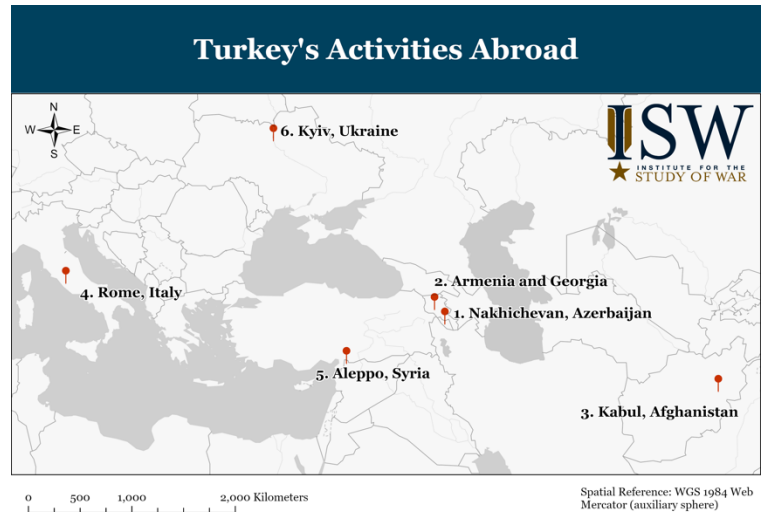 Turkey's Activities Abroad
N
W E
S
6. Kyiv, Ukraine
ISW
INSTITUTE FOR THE
STUDY OF WAR
2. Armenia and Georgia
4. Rome, Italy
1. Nakhichevan, Azerbaijan
5. Aleppo, Syria
3. Kabul, Afghanistan
0 500 1,000 2,000 Kilometers
Spatial Reference: WGS 1984 Web
Mercator (auxiliary sphere)